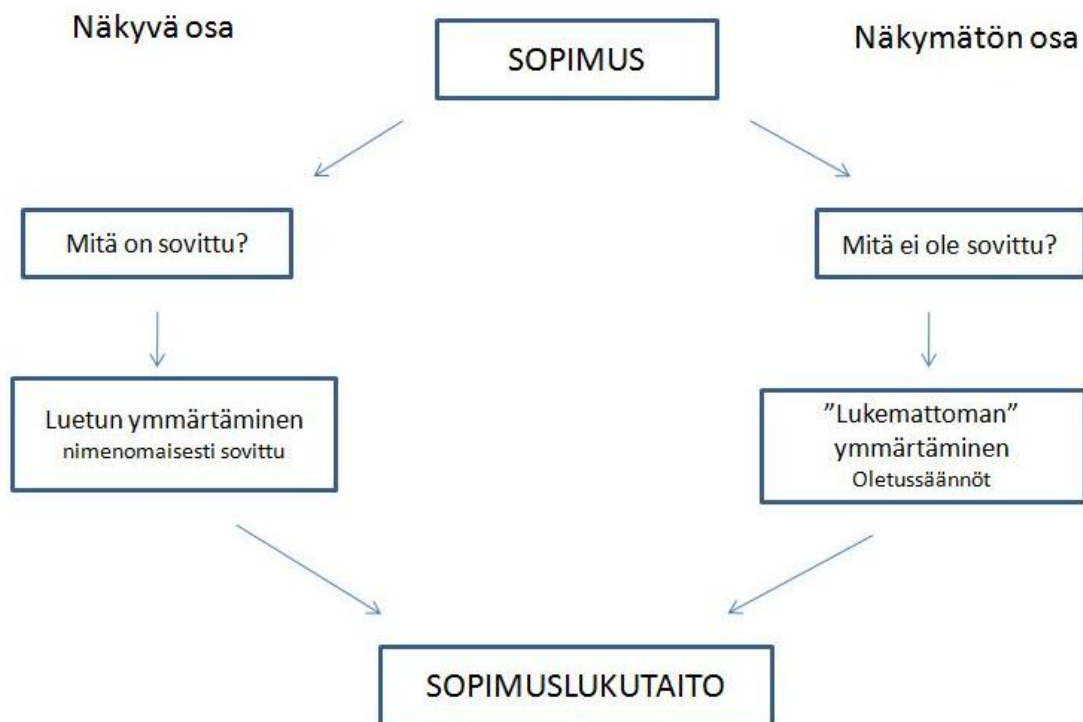 Näkyvä osa
SOPIMUS
Näkymätön osa
Mitä on sovittu?
Mitä ei ole sovittu?
Luetun ymmärtäminen
nimenomaisesti sovittu
”Lukemattoman”
ymmärtäminen
Oletussäännöt
SOPIMUSLUKUTAITO